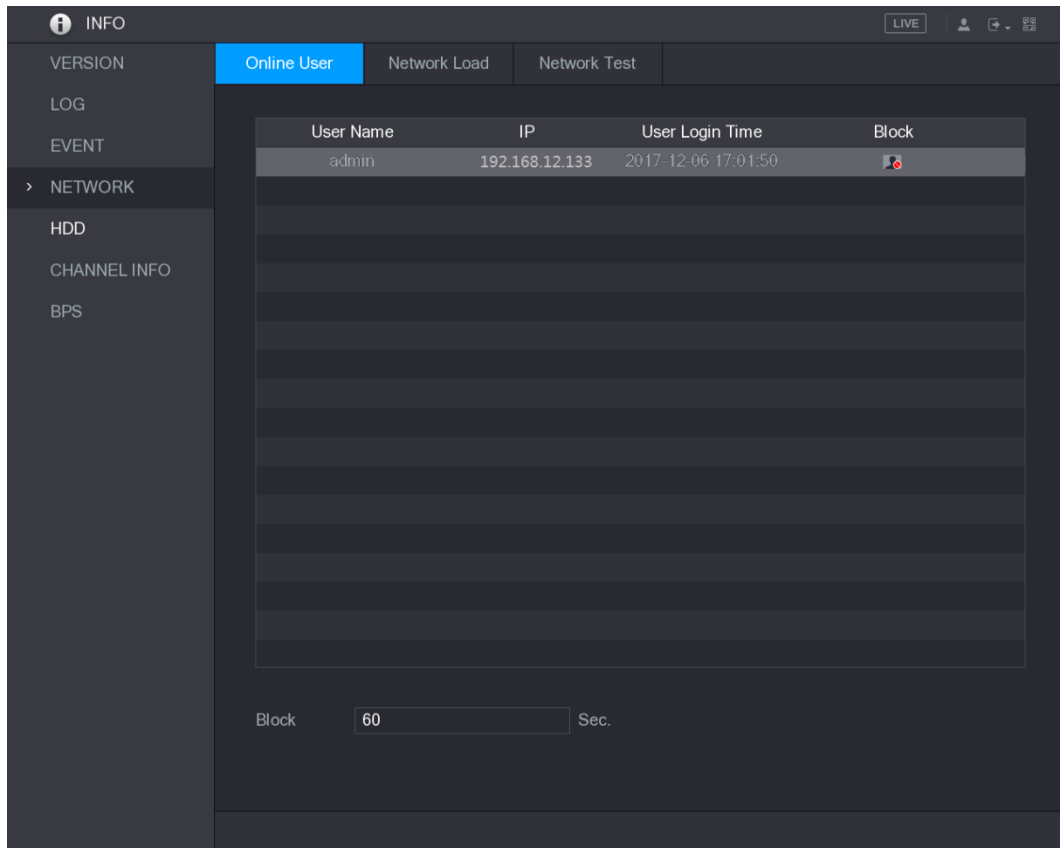 INFO
LIVE
VERSION
LOG
EVENT
> NETWORK
HDD
CHANNEL INFO
BPS
Online User Network Load Network Test
User Name IP User Login Time Block
admin 192.168.12.133 2017-12-06 17:01:50
Block 60 Sec.